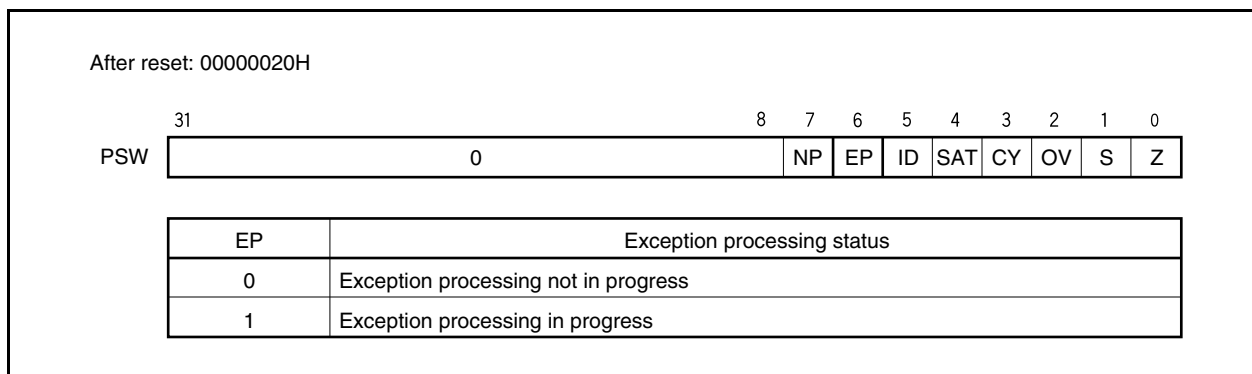 After reset: 00000020H
31 8 7 6 5 4 3 2 1 0
PSW 0 NP EP ID SAT CY OV S Z
EP Exception processing status
0 Exception processing not in progress
1 Exception processing in progress